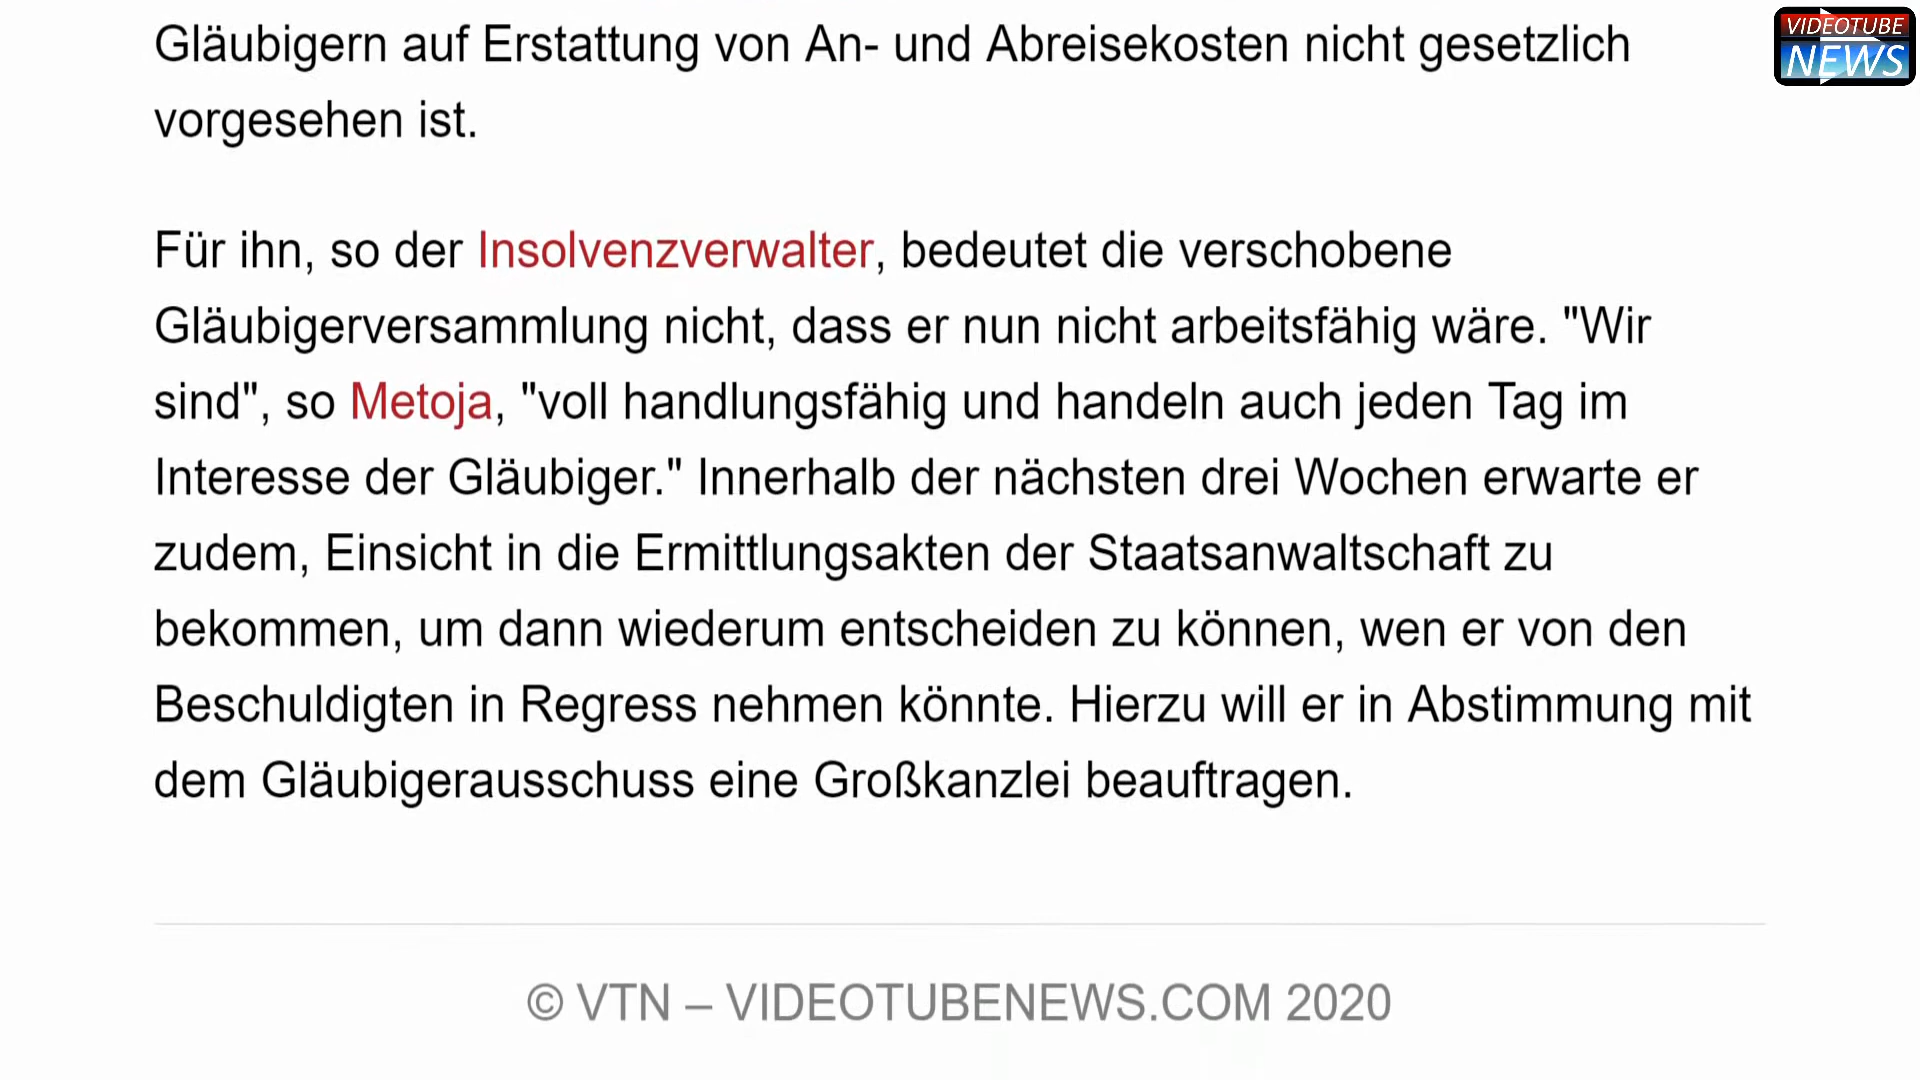 Gläubigern auf Erstattung von An- und Abreisekosten nicht gesetzlich
vorgesehen ist.
VIDEOTUBE
NEWS
Für ihn, so der Insolvenzverwalter, bedeutet die verschobene
Gläubigerversammlung nicht, dass er nun nicht arbeitsfähig wäre. "Wir
sind", so Metoja, "voll handlungsfähig und handeln auch jeden Tag im
Interesse der Gläubiger." Innerhalb der nächsten drei Wochen erwarte er
zudem, Einsicht in die Ermittlungsakten der Staatsanwaltschaft zu
bekommen, um dann wiederum entscheiden zu können, wen er von den
Beschuldigten in Regress nehmen könnte. Hierzu will er in Abstimmung mit
dem Gläubigerausschuss eine Großkanzlei beauftragen.
© VTN – VIDEOTUBENEWS.COM 2020